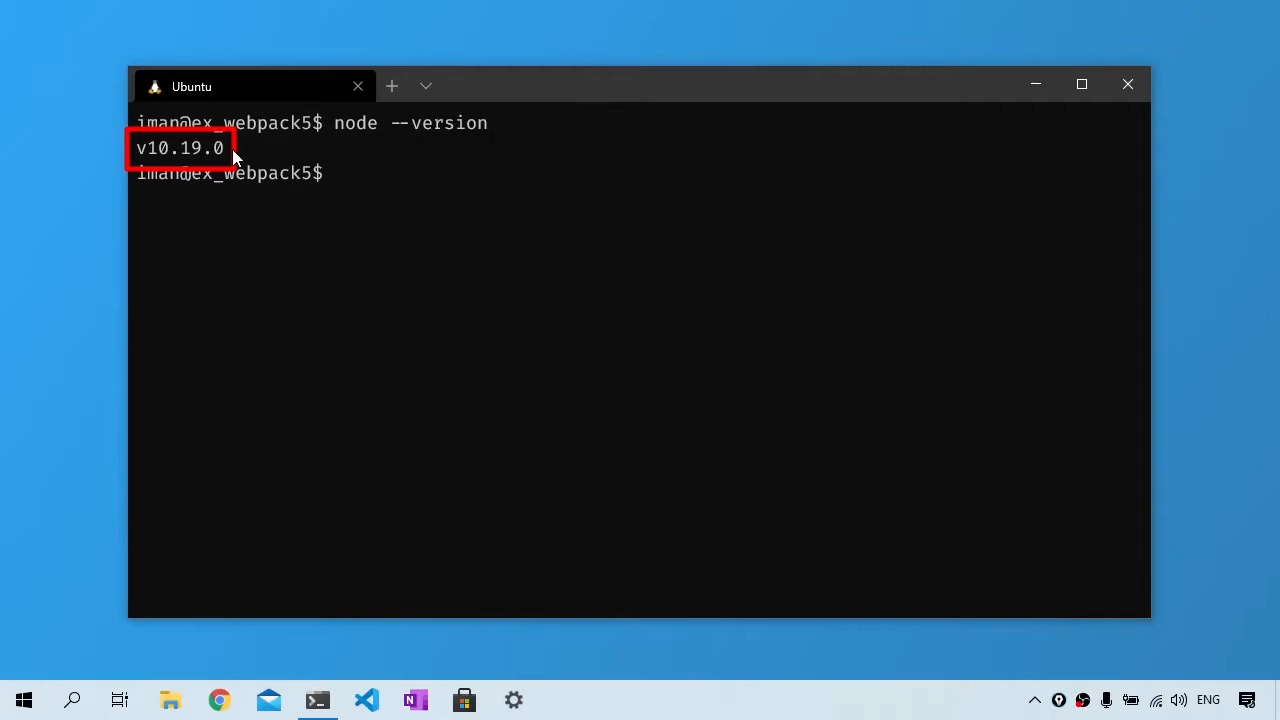 Ubuntu
iman@ex_webpack5$ node --version
v10.19.0
iman@ex_webpack5$
ENG